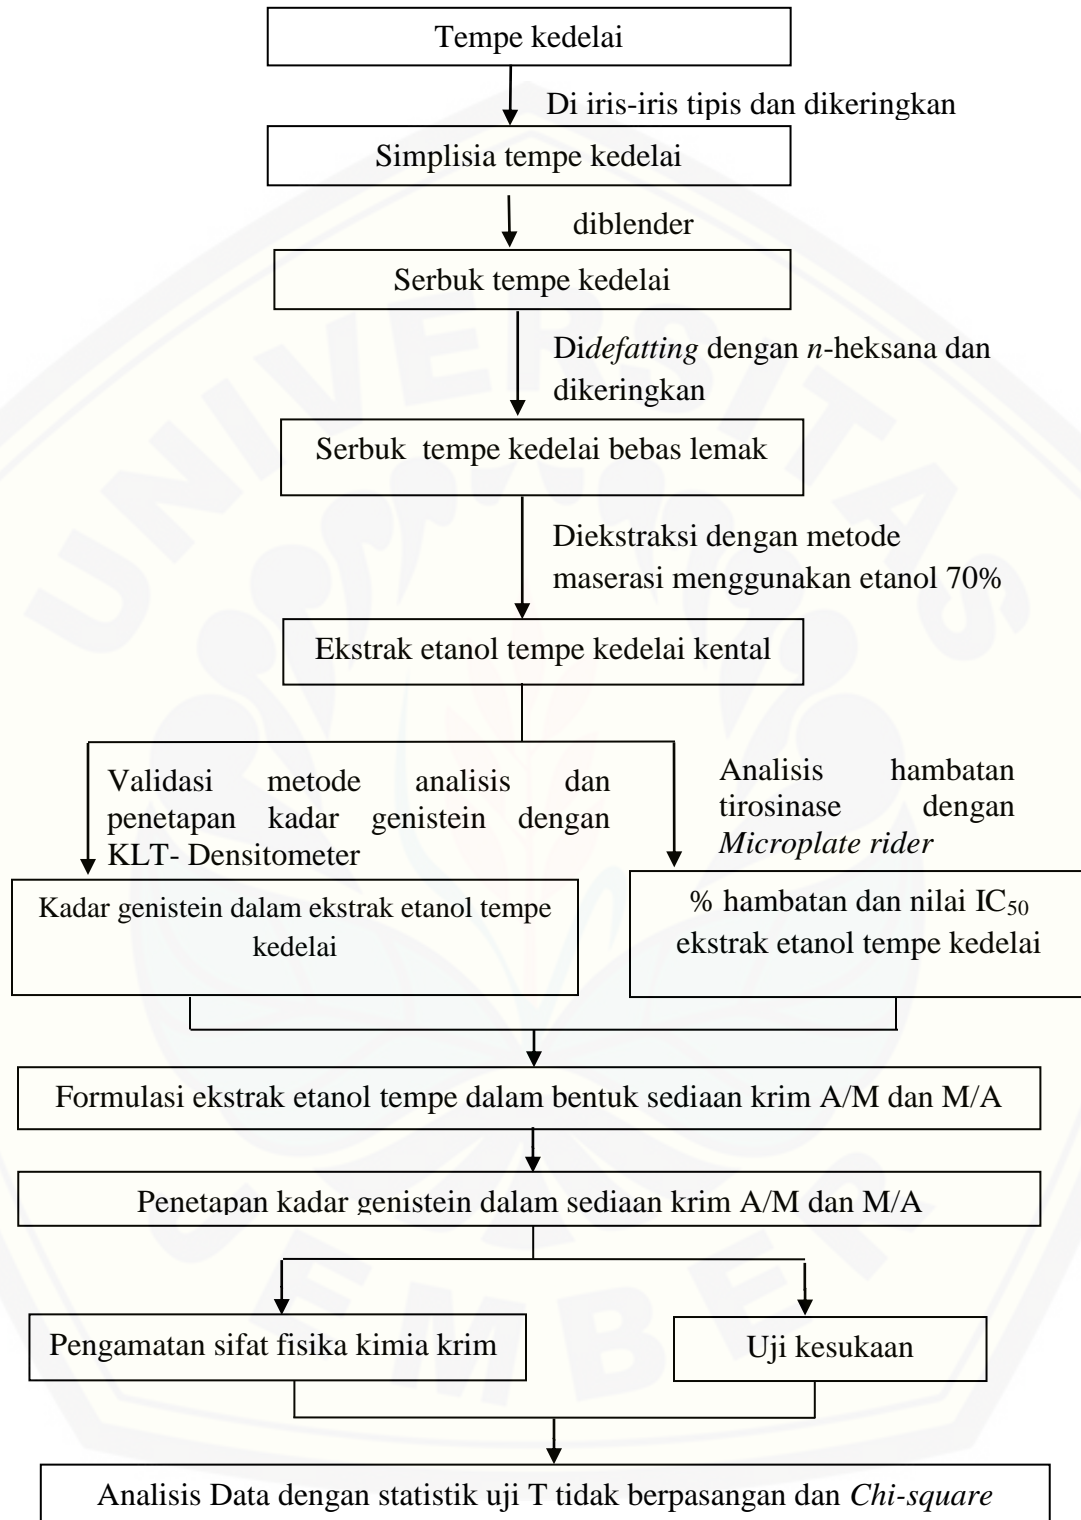 Tempe kedelai
Di iris-iris tipis dan dikeringkan
Simplisia tempe kedelai
diblender
Serbuk tempe kedelai
Didefatting dengan n-heksana dan
dikeringkan
Serbuk tempe kedelai bebas lemak
Diekstraksi dengan metode
maserasi menggunakan etanol 70%
Ekstrak etanol tempe kedelai kental
Validasi metode analisis dan
penetapan kadar genistein dengan
KLT- Densitometer
Analisis hambatan
tirosinase dengan
Microplate rider
Kadar genistein dalam ekstrak etanol tempe
kedelai
% hambatan dan nilai IC50
ekstrak etanol tempe kedelai
Formulasi ekstrak etanol tempe dalam bentuk sediaan krim A/M dan M/A
Penetapan kadar genistein dalam sediaan krim A/M dan M/A
Pengamatan sifat fisika kimia krim
Uji kesukaan
Analisis Data dengan statistik uji T tidak berpasangan dan Chi-square
UNIVERSITAS
JEMBER